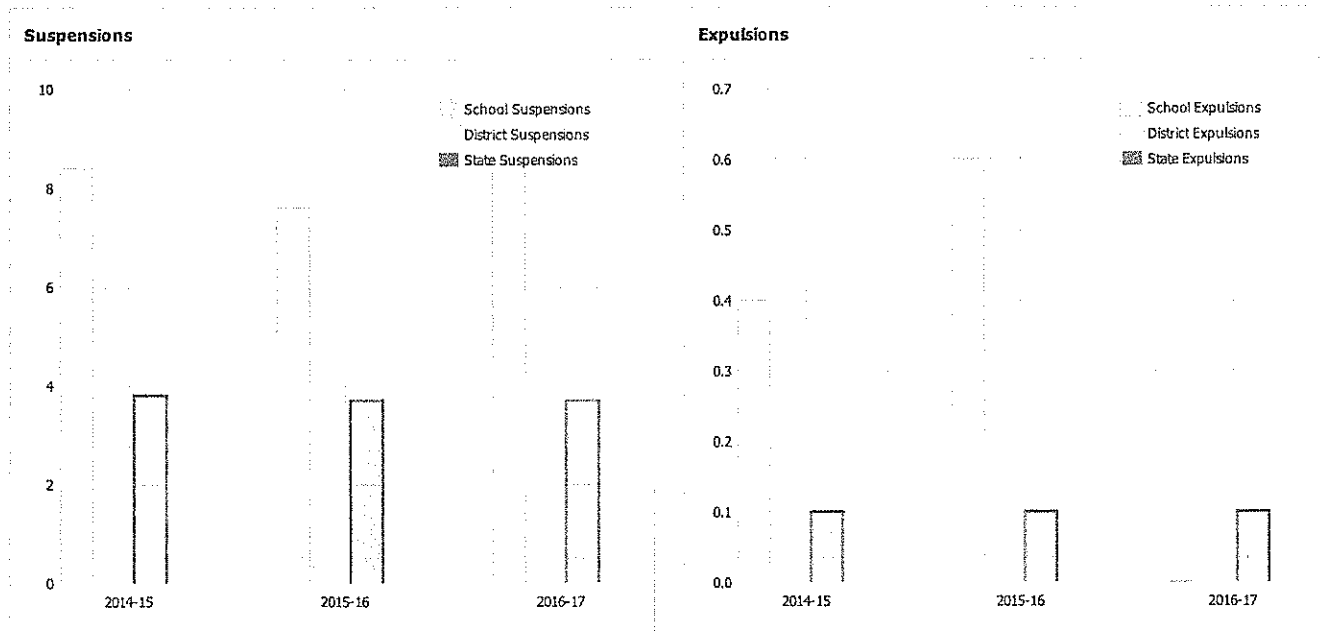 Suspensions
10
8
6
4
2
0
School Suspensions
District Suspensions
State Suspensions
2014-15
2015-16
2016-17
Expulsions
0.7
0.6
0.5
0.4
0.3
0.2
0.1
0.0
School Expulsions
District Expulsions
State Expulsions
2014-15
2015-16
2016-17